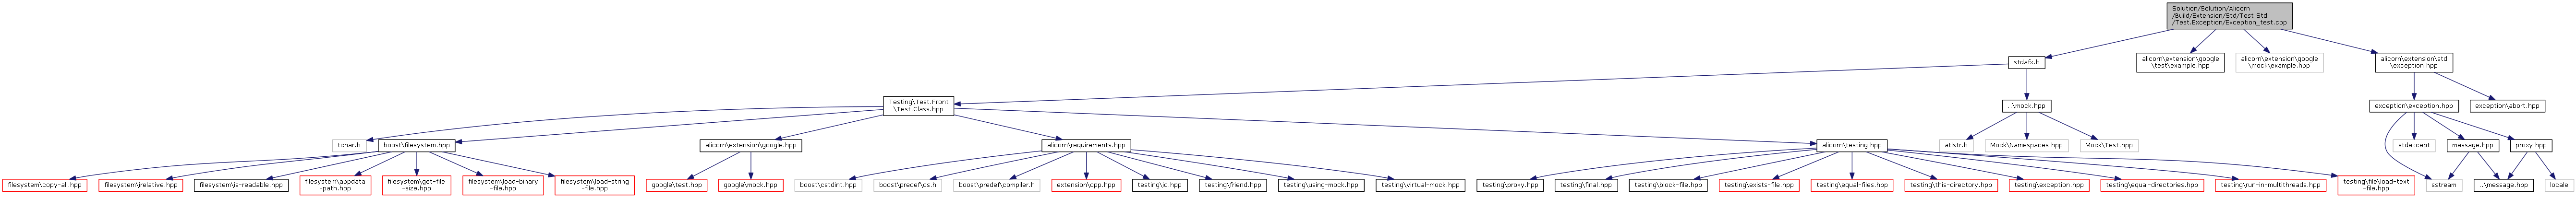 Solution/Solution/Alicorn
/Build/Extension/Std/Test.Std
/Test.Exception/Exception_test.cpp
stdafx.h
alicorn\extension\google
test\example.hpp
alicorn\extension\google
\mock\example.hpp
alicorn\extension\std
\exception.hpp
Testing\Test.Front
\Test.Class.hpp
..\mock.hpp
exception\exception.hpp
exception\abort.hpp
tchar.h
boost\filesystem.hpp
alicorn\extension\google.hpp
alicorn\requirements.hpp
alicorn\testing.hpp
atlstr.h
Mock\Namespaces.hpp
Mock\Test.hpp
stdexcept
message.hpp
proxy.hpp
filesystem\copy-all.hpp
filesystem\relative.hpp
filesystem\is-readable.hpp
filesystem\appdata
-path.hpp
filesystem\get-file
-size.hpp
filesystem\load-binary
-file.hpp
filesystem\load-string
-file.hpp
google\test.hpp
google\mock.hpp
boost\cstdint.hpp
boost\predef\os.h
boost\predef\compiler.h
extension\cpp.hpp
testing\d.hpp
testing\friend.hpp
testing\using-mock.hpp
testing\virtual-mock.hpp
testing\proxy.hpp
testing\final.hpp
testing\block-file.hpp
testing\exists-file.hpp
testing\equal-files.hpp
testing\this-directory.hpp
testing\exception.hpp
testing\equal-directories.hpp
testing\run-in-multithreads.hpp
testing\file\load-text
-file.hpp
sstream
..\message.hpp
locale